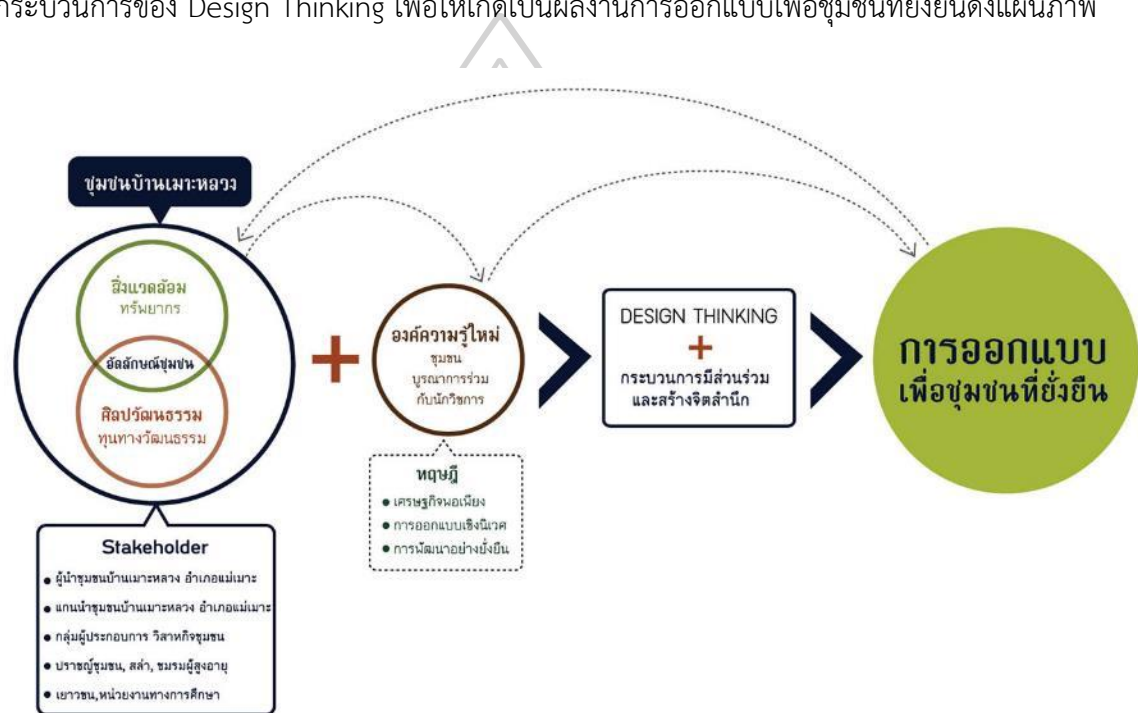 กระบวนการของ Design Thinking เพื่อให้เกิดเป็นผลงานการออกแบบเพื่อชุมชนที่ยั่งยืนดังแผนภาพ
ชุมชนบ้านเมาะหลวง
สิ่งแวดล้อม
ทรัพยากร
อัตลักษณ์ชุมชน
ศิลปวัฒนธรรม
ทุนทางวัฒนธรรม
+
องค์ความรู้ใหม่
ชุมชน
บูรณาการร่วม
กับนักวิชาการ
DESIGN THINKING
+
กระบวนการมีส่วนร่วม
และสร้างจิตสำนึก
การออกแบบ
เพื่อชุมชนที่ยั่งยืน
ทฤษฎี
• เศรษฐกิจพอเพียง
• การออกแบบเชิงนิเวศ
• การพัฒนาอย่างยั่งยืน
Stakeholder
• ผู้นำชุมชนบ้านเมาะหลวง อำเภอแม่เมาะ
• แกนนำชุมชนบ้านเมาะหลวง อำเภอแม่เมาะ
• กลุ่มผู้ประกอบการ วิสาหกิจชุมชน
• ปราชญ์ชุมชน, สล่า, ชมรมผู้สูงอายุ
• เยาวชน,หน่วยงานทางการศึกษา